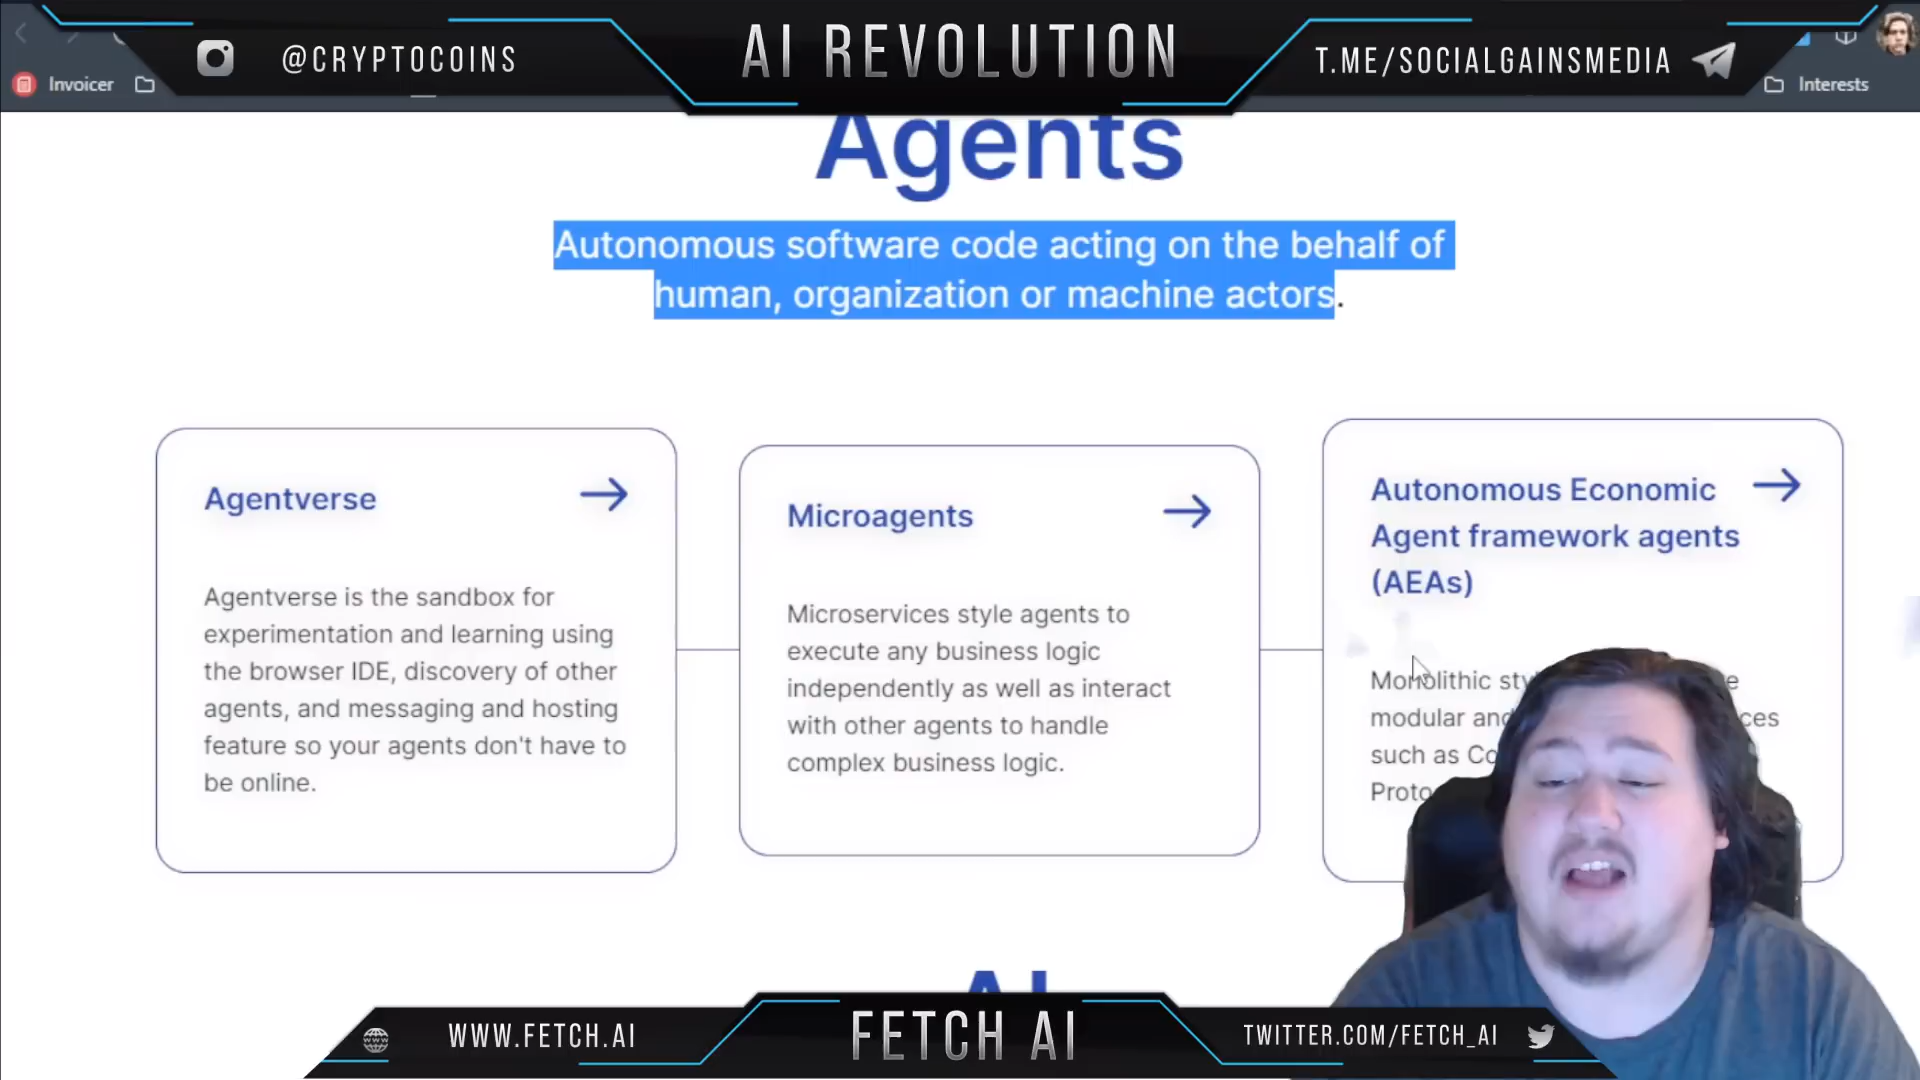 @CRYPTOCOINS
AI REVOLUTION
T.ME/SOCIALGAINSMEDIA
Invoicer
Interests
Agents
Autonomous software code acting on the behalf of
human, organization or machine actors.
Agentverse
Agentverse is the sandbox for
experimentation and learning using
the browser IDE, discovery of other
agents, and messaging and hosting
feature so your agents don't have to
be online.
Microagents
Microservices style agents to
execute any business logic
independently as well as interact
with other agents to handle
complex business logic.
Autonomous Economic
Agent framework agents
(AEAs)
Monolithic
modular
such as
AI
WWW.FETCH.AI
FETCH AI
TWITTER.COM/FETCH_AI